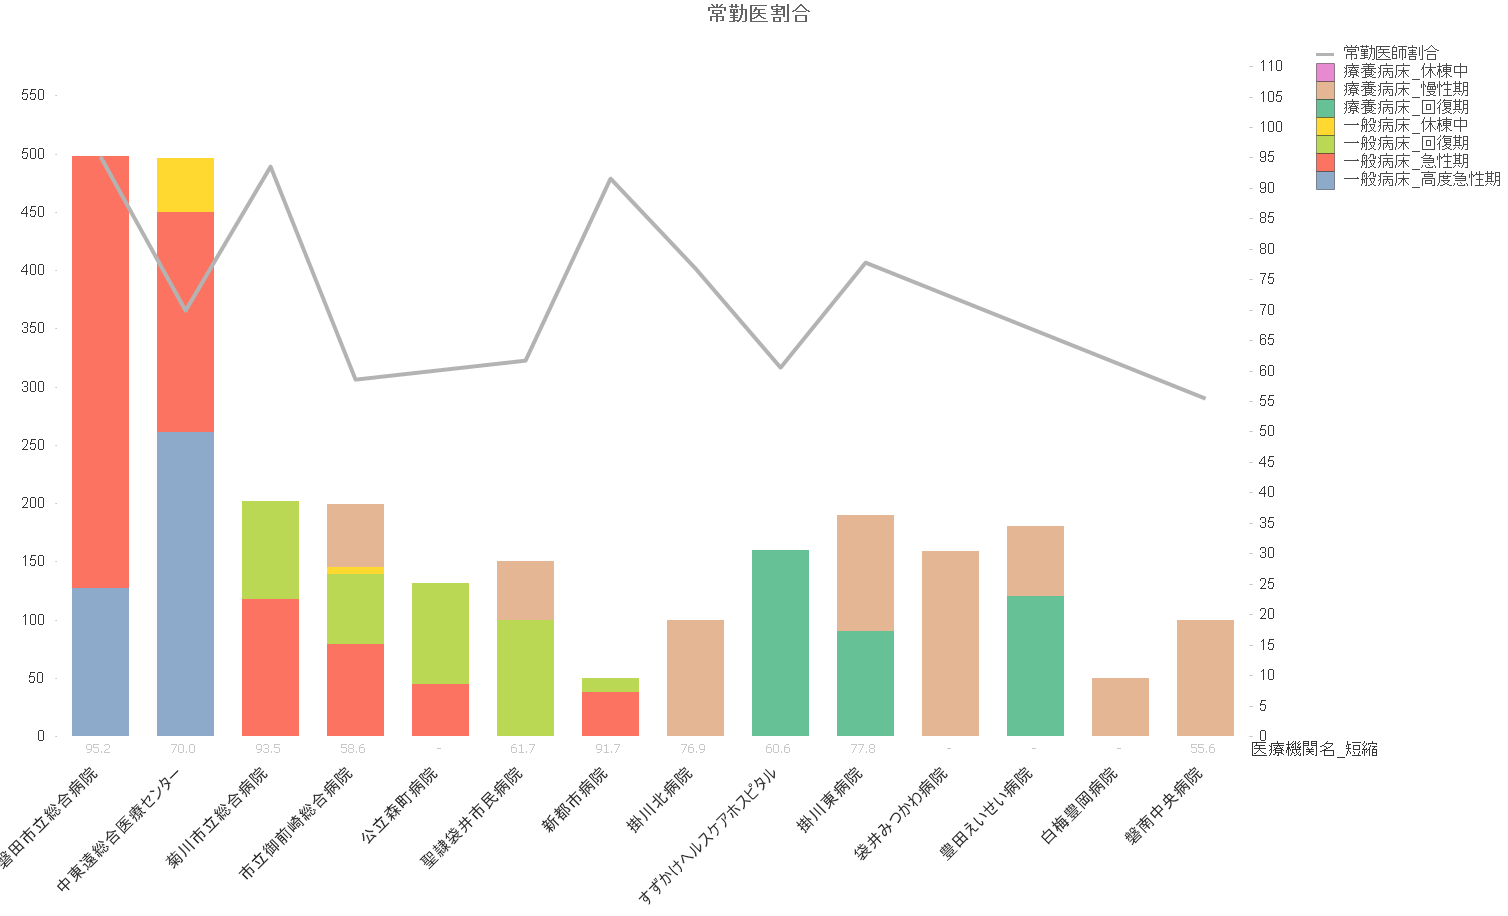 常勤医割合
常勤医師割合
療養病床_休棟中
療養病床_慢性期
療養病床_回復期
一般病床_休棟中
一般病床_回復期
一般病床_急性期
一般病床_高度急性期
550
500
450
400
350
300
250
200
150
100
50
0
110
105
100
95
90
85
80
75
70
65
60
55
50
45
40
35
30
25
20
15
10
5
0
95.2 70.0 93.5 58.6 - 61.7 91.7 76.9 60.6 77.8 - - - 55.6
医療機関名_短縮
磐田市立総合病院
中東遠総合医療センター
菊川市立総合病院
市立御前崎総合病院
公立森町病院
聖隷袋井市民病院
新都市病院
掛川北病院
すずかけヘルスケアホスピタル
掛川東病院
袋井みつかわ病院
豊田えいせい病院
白梅豊岡病院
磐南中央病院